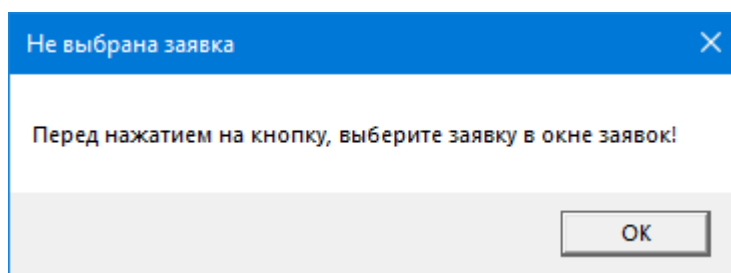 Не выбрана заявка
Перед нажатием на кнопку, выберите заявку в окне заявок!
OK